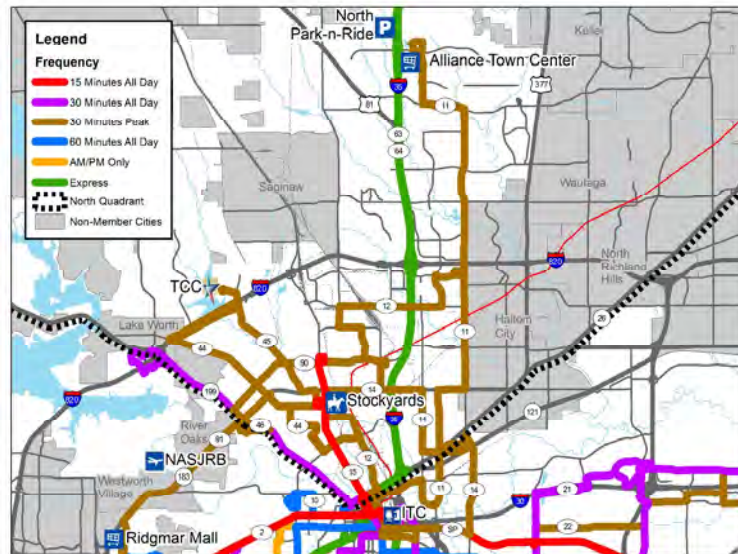 Legend
Frequency
15 Minutes All Day
30 Minutes All Day
30 Minutes Peak
60 Minutes All Day
AM/PM Only
Express
North Quadrant
Non-Member Cities
North
Park-n-Ride
P
Keller
Alliance Town Center
35
377
81
11
63
64
Saginaw
Watauga
TCC
820
820
North
Richland
Hills
12
Lake Worth
11
Haltom
City
26
44
45
90
14
199
820
Stockyards
121
River
Oaks
46
44
14
91
12
NASJRB
183
15
Westworth
Village
10
11
14
21
30
ITC
2
SP
22
Ridgmar Mall